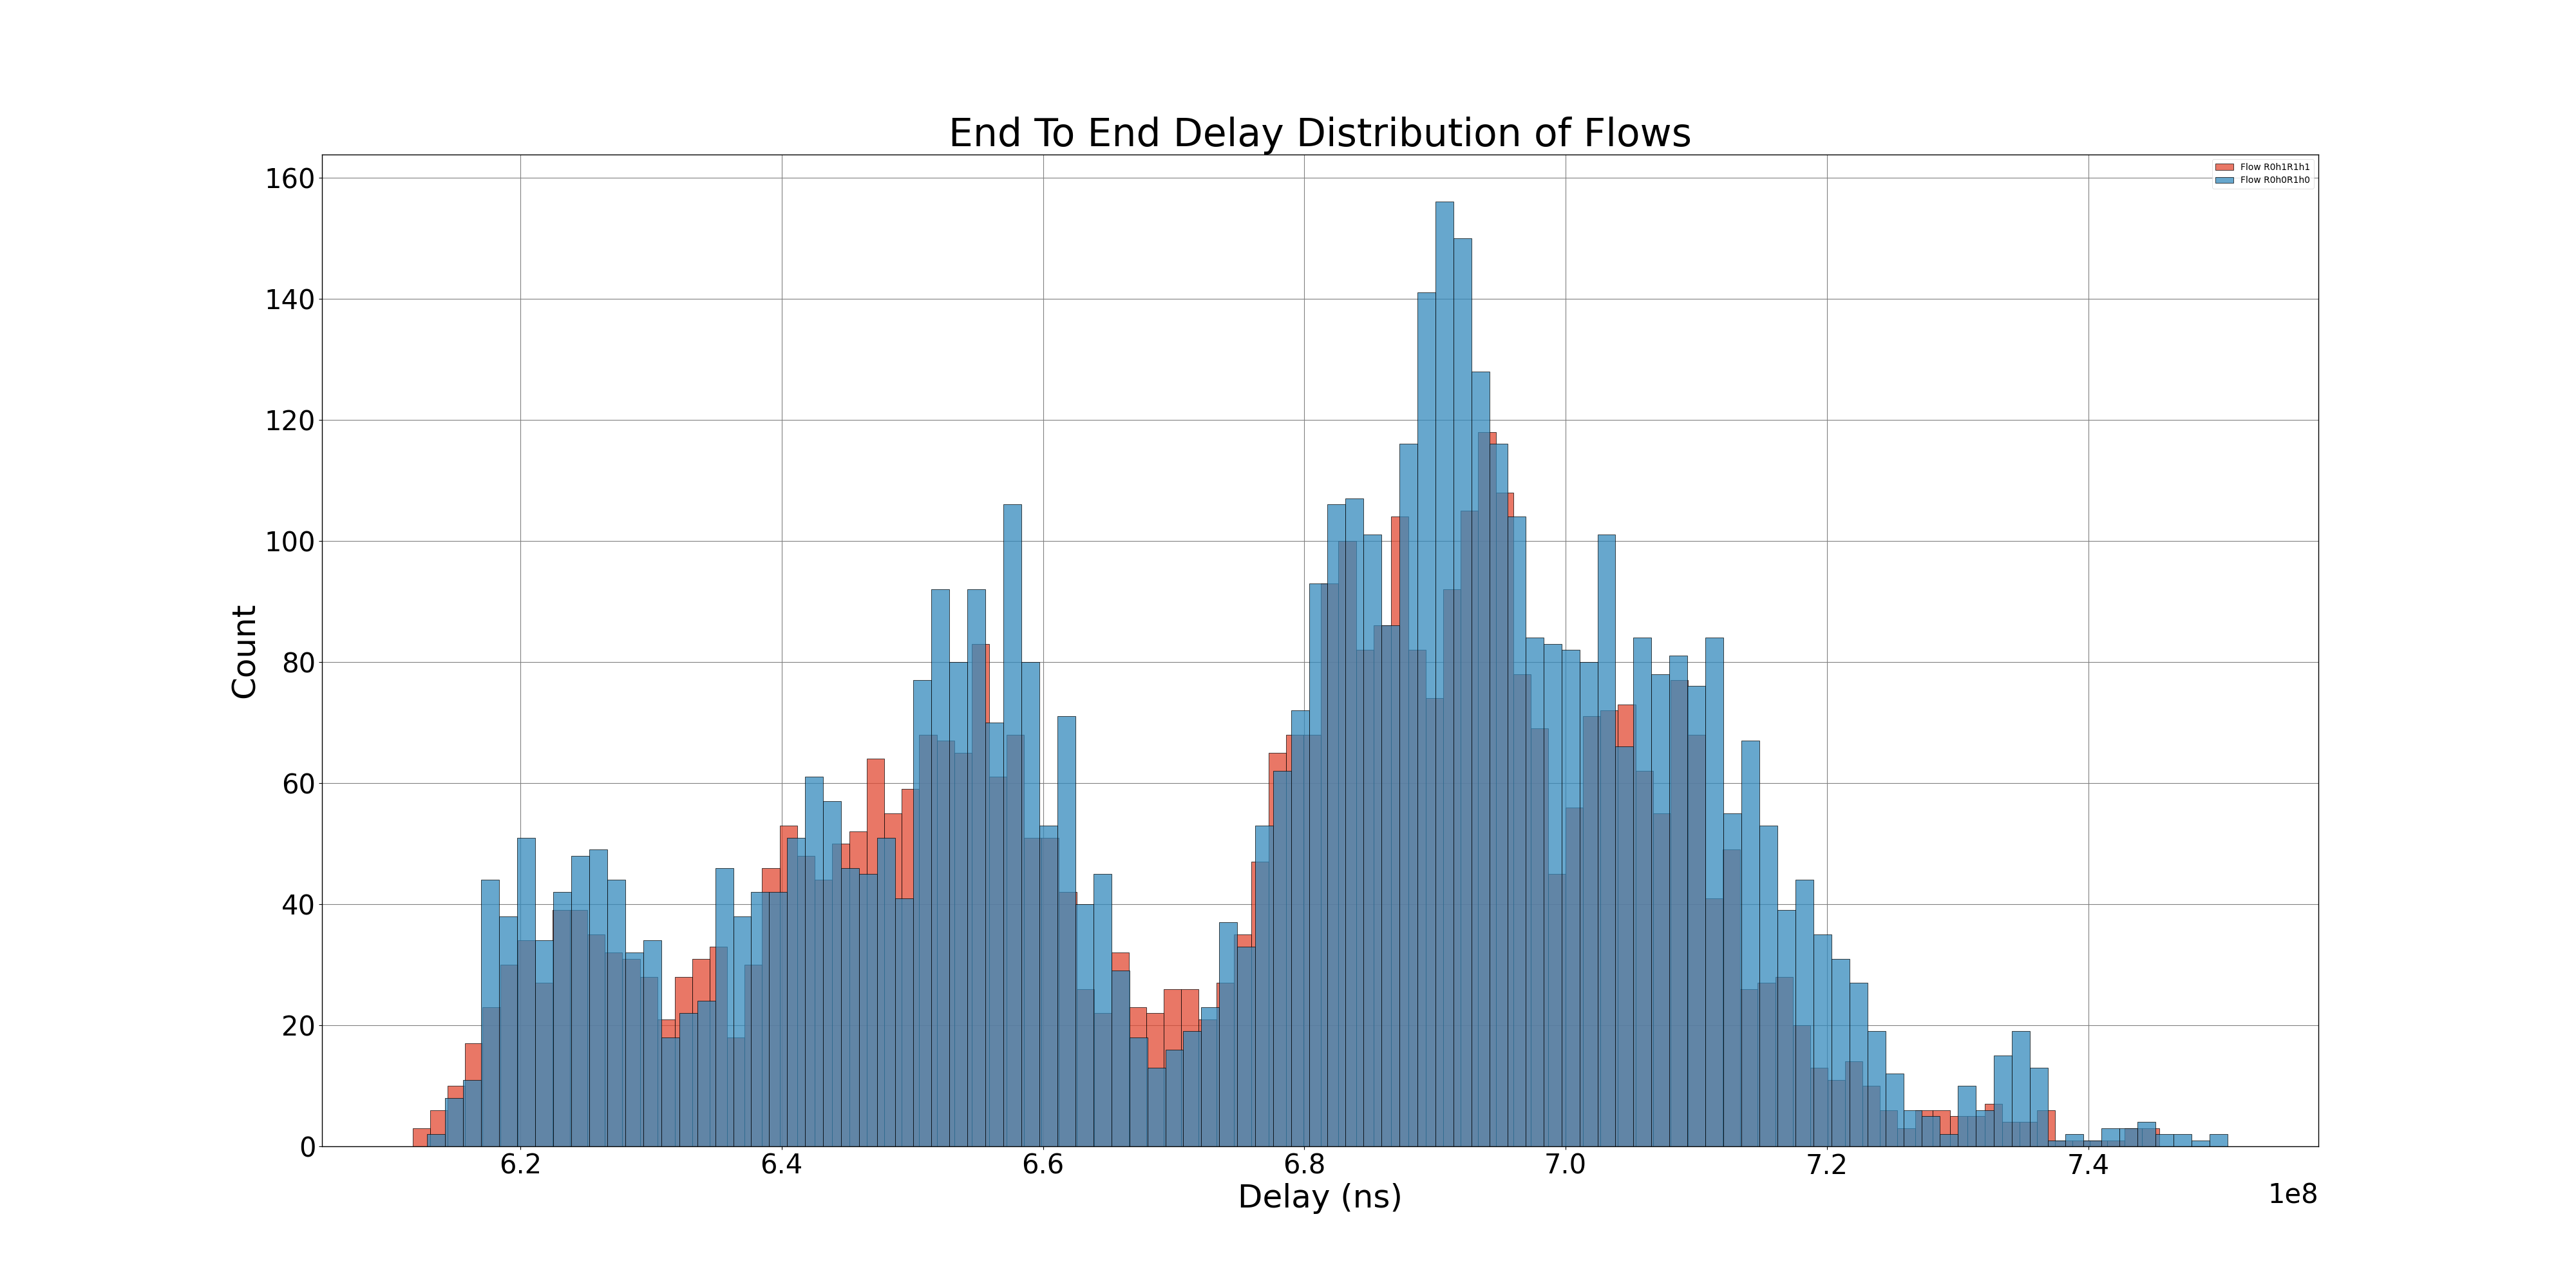 End To End Delay Distribution of Flows
Flow R0h1R1h1
Flow R0h0R1h0
160
140
120
100
80
60
40
20
0
Count
6.2 6.4 6.6 6.8 7.0 7.2 7.4
Delay (ns)
1e8